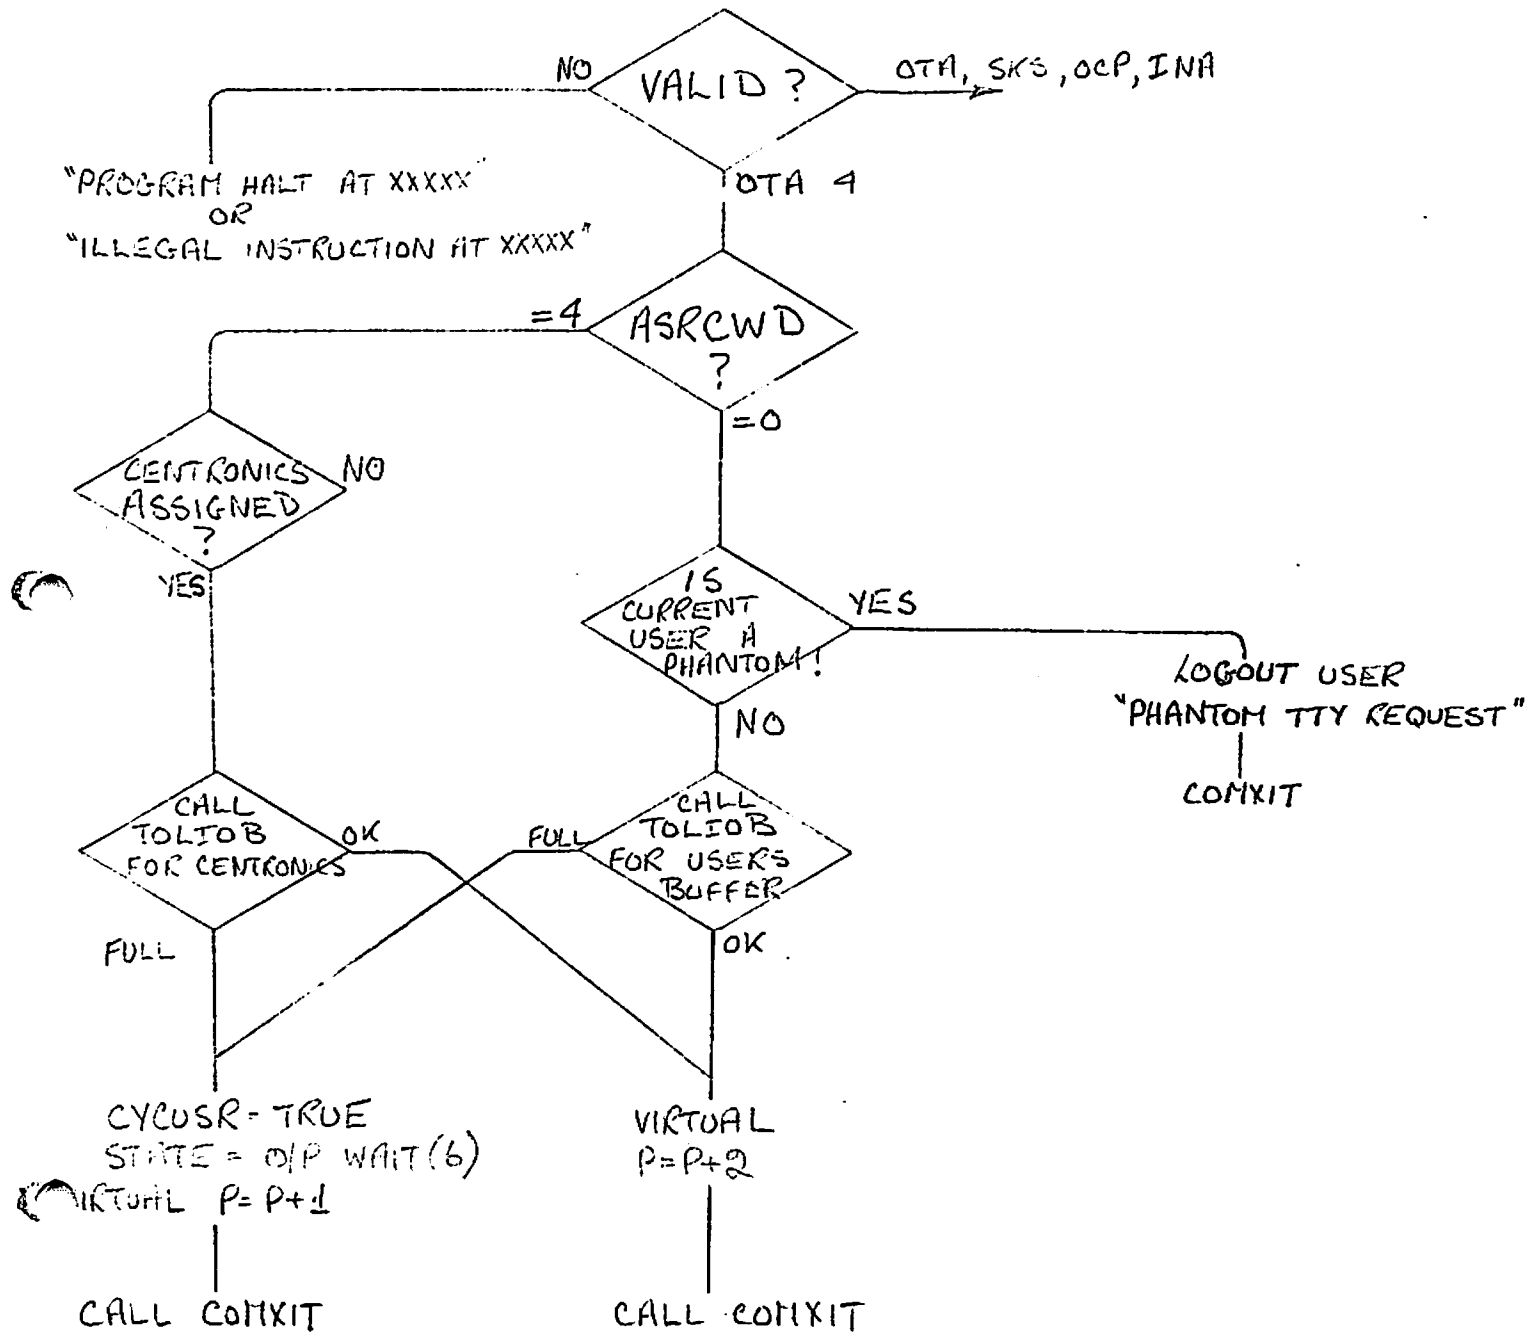 NO
VALID ?
OTA, SKS, OCP, INA
"PROGRAM HALT AT XXXXX"
OR
"ILLEGAL INSTRUCTION AT XXXXX"
OTA 4
=4
ASRCWD
?
=0
CENTRONICS
ASSIGNED
?
NO
YES
IS
CURRENT
USER A
PHANTOM!
YES
LOGOUT USER
"PHANTOM TTY REQUEST"
COMXIT
NO
CALL
TOLIOB
FOR CENTRONICS
OK
FULL
FULL
CALL
TOLIOB
FOR USERS
BUFFER
OK
CYCUSR = TRUE
STATE = O/P WAIT (6)
VIRTUAL P=P+1
CALL COMXIT
VIRTUAL
P=P+2
CALL COMXIT